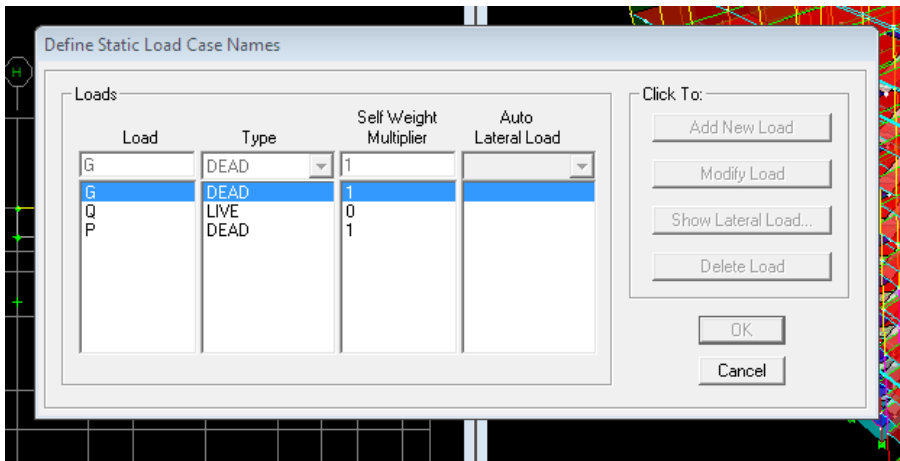 Define Static Load Case Names
H
Loads
Click To:
Load Type Self Weight Multiplier Auto Lateral Load
G DEAD 1
G DEAD 1
Q LIVE 0
P DEAD 1
Add New Load
Modify Load
Show Lateral Load...
Delete Load
OK
Cancel